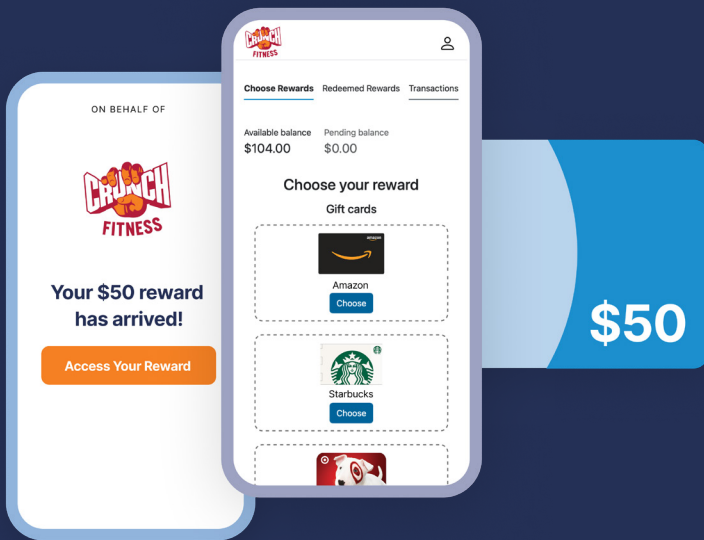 ON BEHALF OF
CRUNCH
FITNESS
Your $50 reward
has arrived!
Access Your Reward
CRUNCH
FITNESS
Choose Rewards Redeemed Rewards Transactions
Available balance Pending balance
$104.00 $0.00
Choose your reward
Gift cards
amazon
Amazon
Choose
Starbucks
Choose
$50